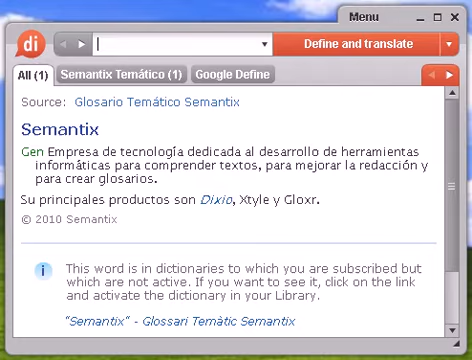 Menu
di
Define and translate
All (1)
Semantix Temático (1)
Google Define
Source: Glosario Temático Semantix
Semantix
Gen Empresa de tecnología dedicada al desarrollo de herramientas
informáticas para comprender textos, para mejorar la redacción y
para crear glosarios.
Su principales producto son Dixio, Xtyle y Gloxr.
© 2010 Semantix
i
This word is in dictionaries to which you are subscribed but
which are not active. If you want to see it, click on the link
and activate the dictionary in your Library.
"Semantix" - Glossari Temàtic Semantix